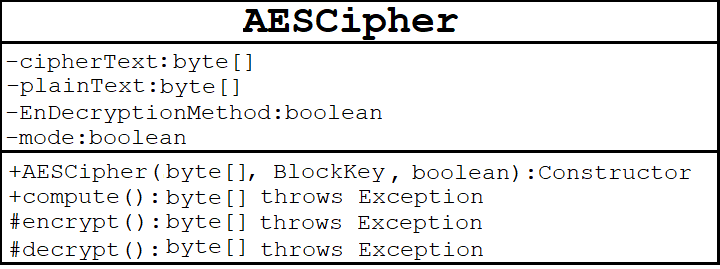 AESCipher
-cipherText:byte[]
-plainText:byte[]
-EnDecryptionMethod:boolean
-mode:boolean
+AESCipher(byte[], BlockKey, boolean):Constructor
+compute():byte[] throws Exception
#encrypt():byte[] throws Exception
#decrypt():byte[] throws Exception